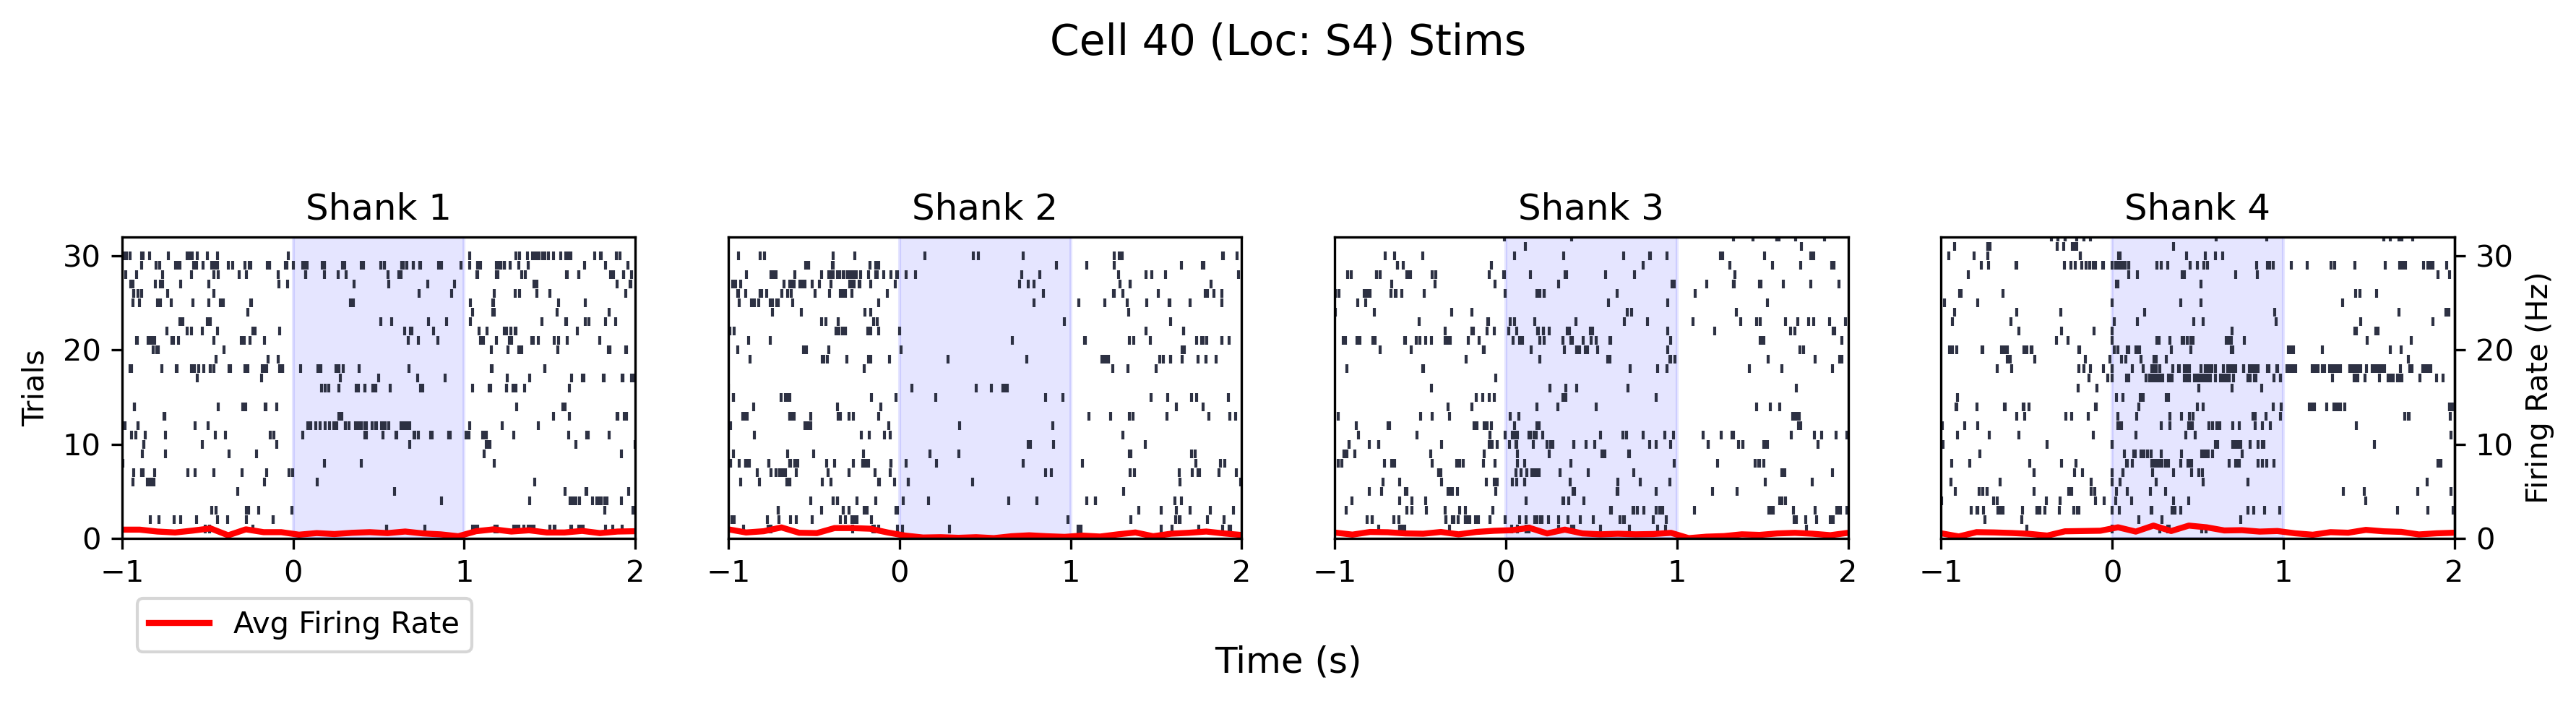 Cell 40 (Loc: S4) Stims
Shank 1
Shank 2
Shank 3
Shank 4
Trials
30
20
10
0
−1 0 1 2
−1 0 1 2
−1 0 1 2
−1 0 1 2
30
20
10
0
Firing Rate (Hz)
Avg Firing Rate
Time (s)